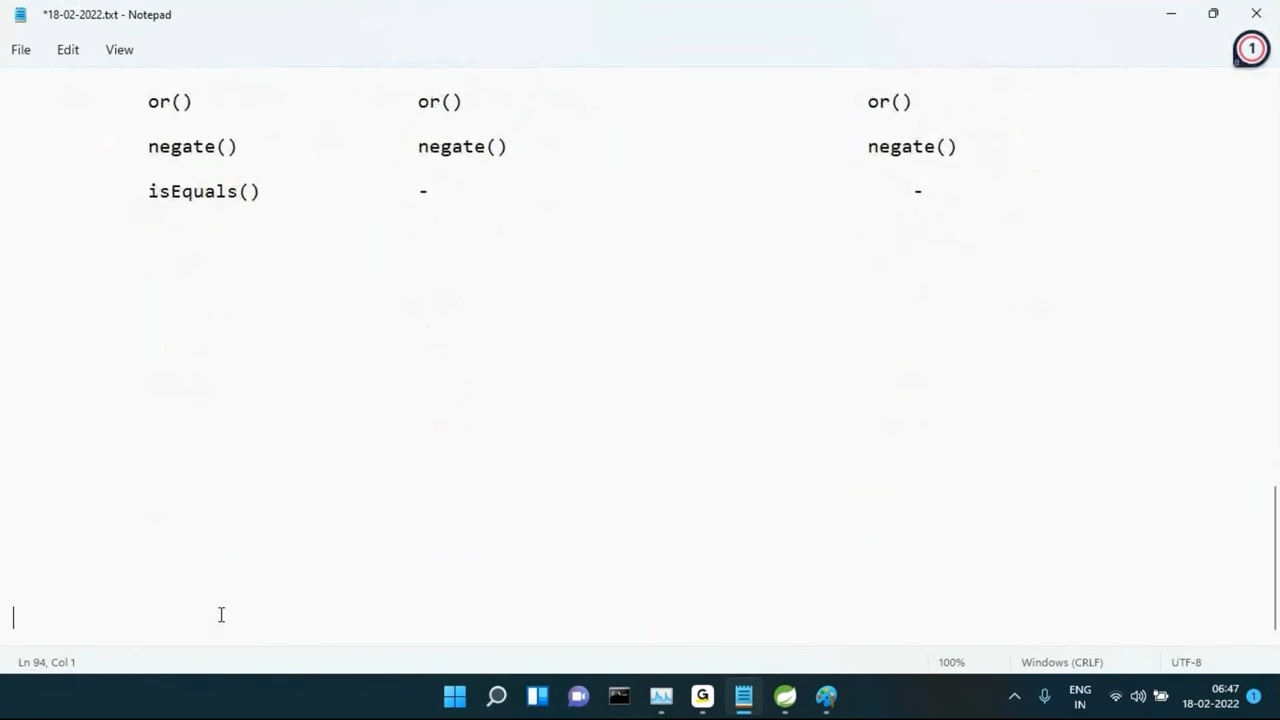 *18-02-2022.txt - Notepad
File Edit View
1
or() or() or()
negate() negate() negate()
isEquals() - -
Ln 94, Col 1 100% Windows (CRLF) UTF-8
G
ENG
IN
06:47
18-02-2022
1